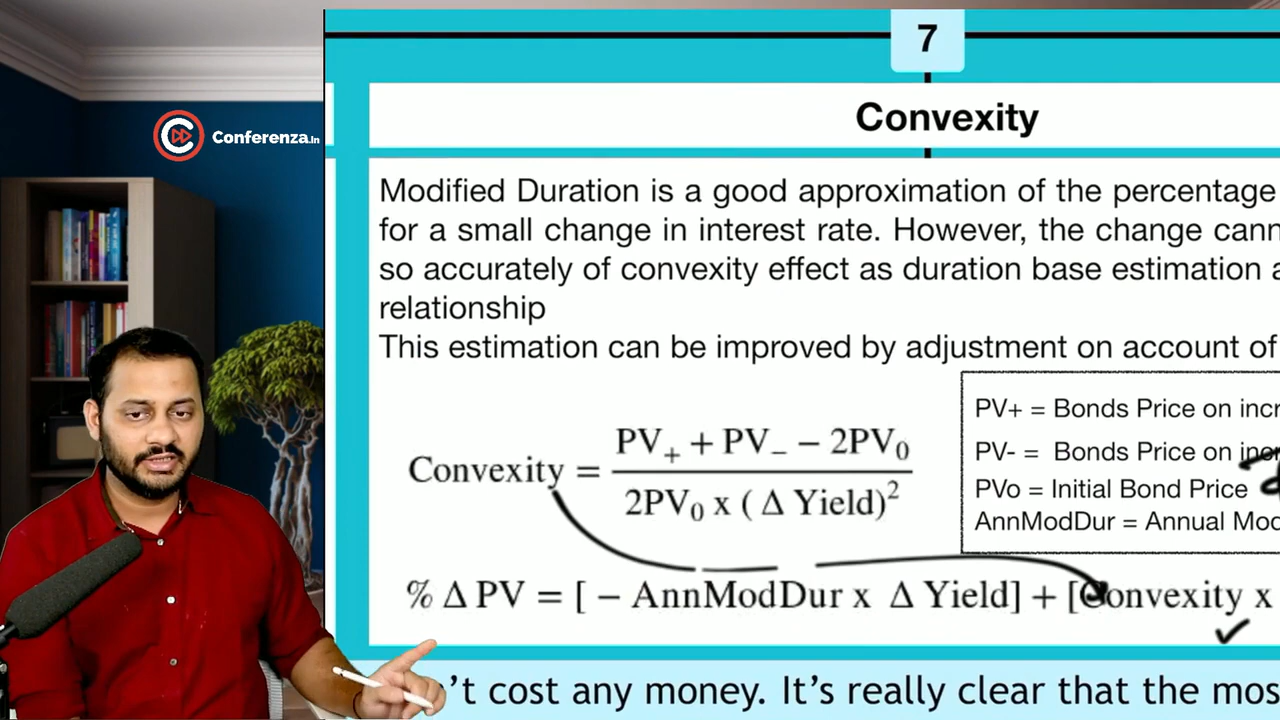 7
Conferenza.in
Convexity
Modified Duration is a good approximation of the percentage
for a small change in interest rate. However, the change cann
so accurately of convexity effect as duration base estimation a
relationship
This estimation can be improved by adjustment on account of
PV+ = Bonds Price on incr
PV- = Bonds Price on incr
PVo = Initial Bond Price
AnnModDur = Annual Mod
Convexity = PV₊ + PV₋ − 2PV₀ / 2PV₀ x ( Δ Yield)²
% Δ PV = [ − AnnModDur x Δ Yield] + [Convexity x
't cost any money. It's really clear that the mos